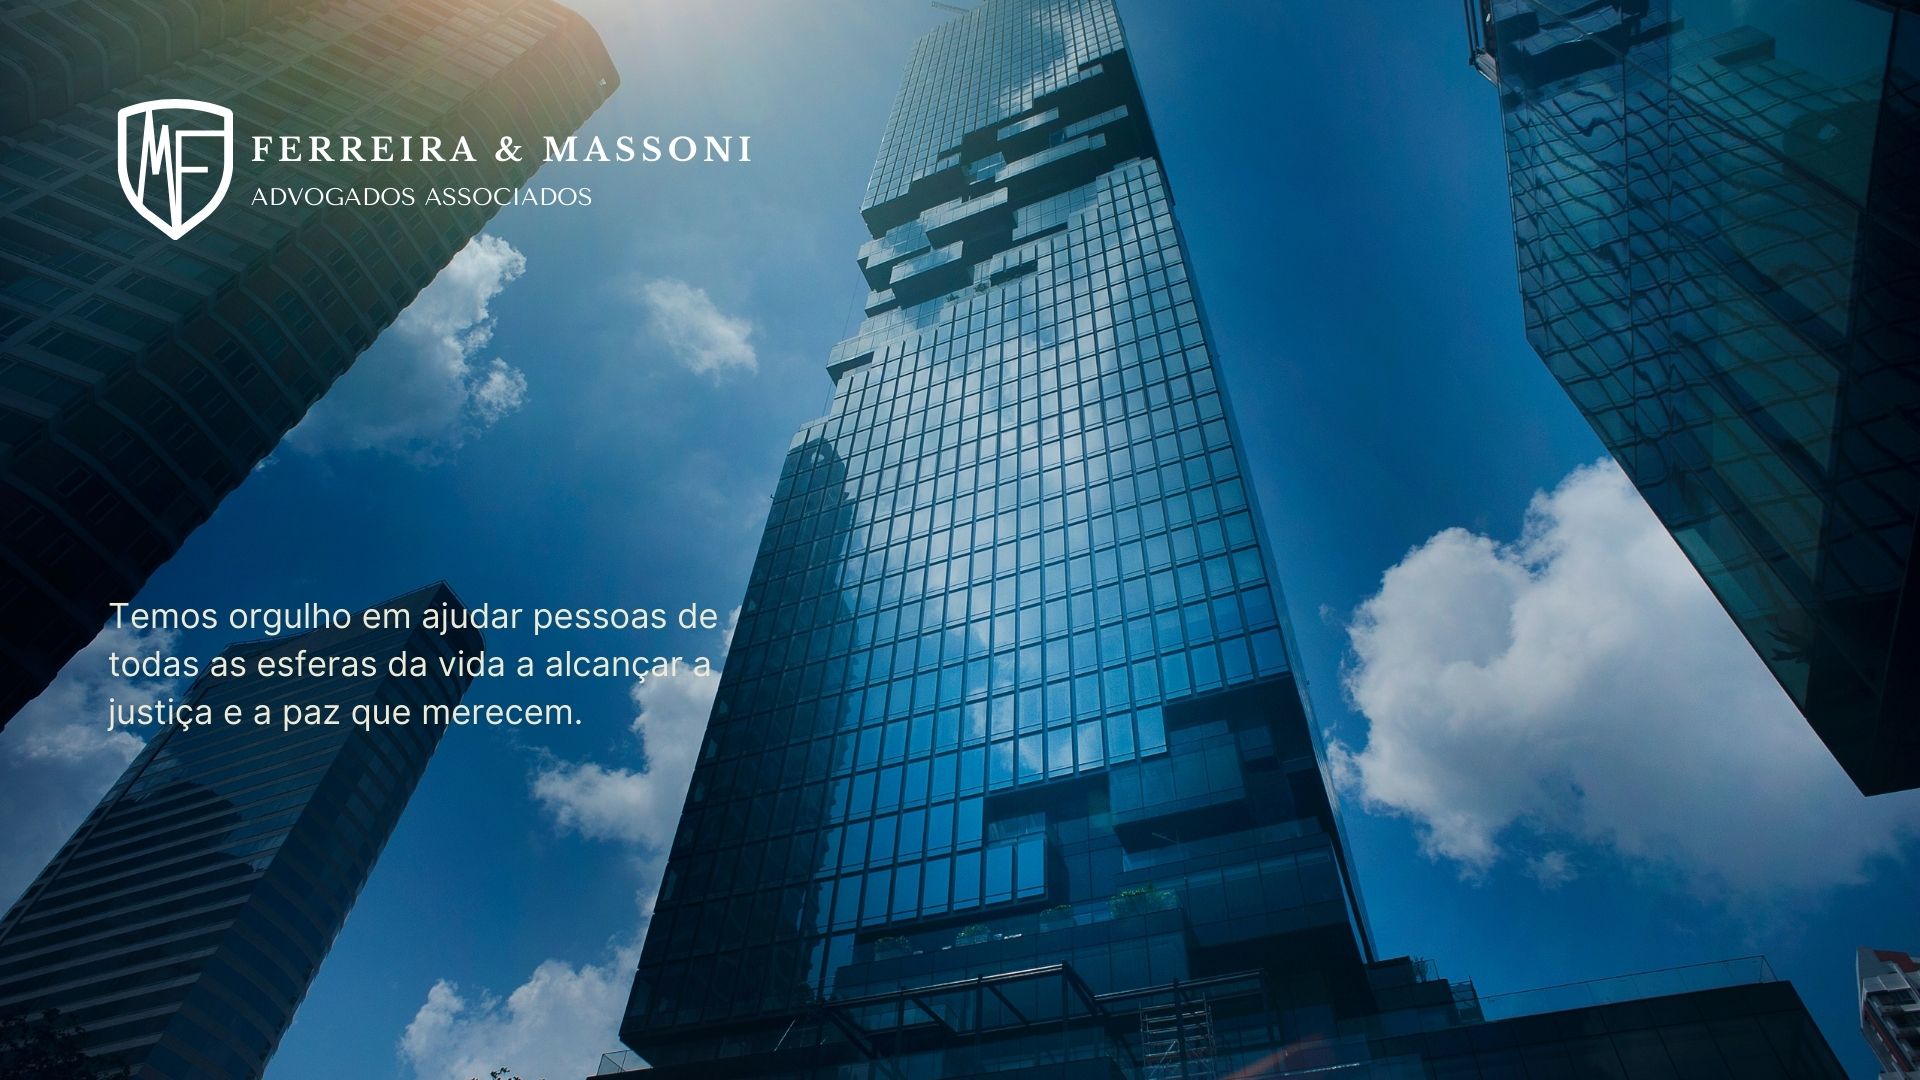 MF
FERREIRA & MASSONI
ADVOGADOS ASSOCIADOS
Temos orgulho em ajudar pessoas de
todas as esferas da vida a alcançar a
justiça e a paz que merecem.